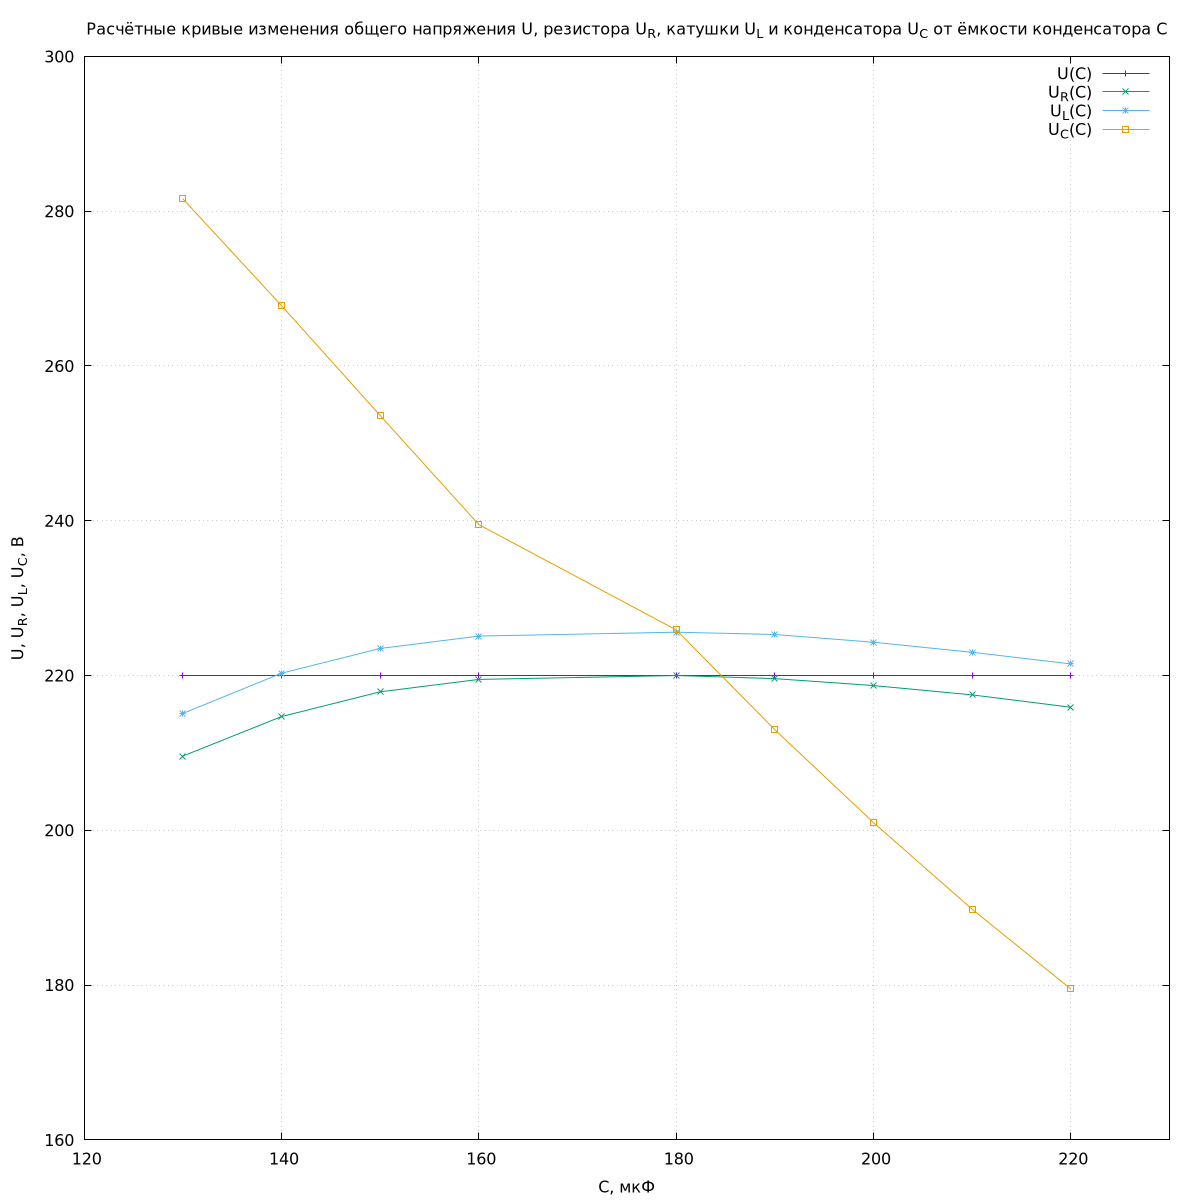 Расчётные кривые изменения общего напряжения U, резистора U_R, катушки U_L и конденсатора U_C от ёмкости конденсатора C
U(C)
U_R(C)
U_L(C)
U_C(C)
300
280
260
240
220
200
180
160
U, U_R, U_L, U_C, В
120 140 160 180 200 220
C, мкФ